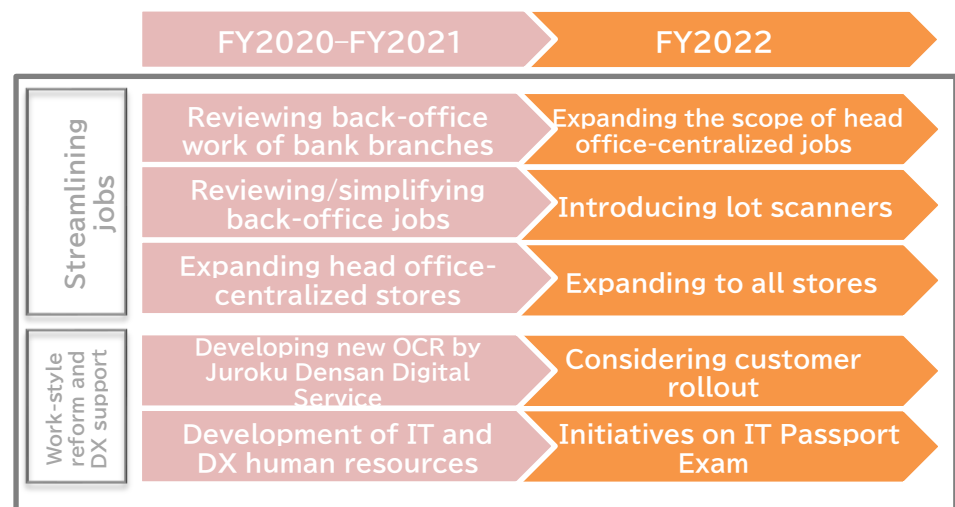 FY2020–FY2021
FY2022
Streamlining
jobs
Reviewing back-office
work of bank branches
Expanding the scope of head
office-centralized jobs
Reviewing/simplifying
back-office jobs
Introducing lot scanners
Expanding head office-
centralized stores
Expanding to all stores
Work-style
reform and
DX support
Developing new OCR by
Juroku Densan Digital
Service
Considering customer
rollout
Development of IT and
DX human resources
Initiatives on IT Passport
Exam